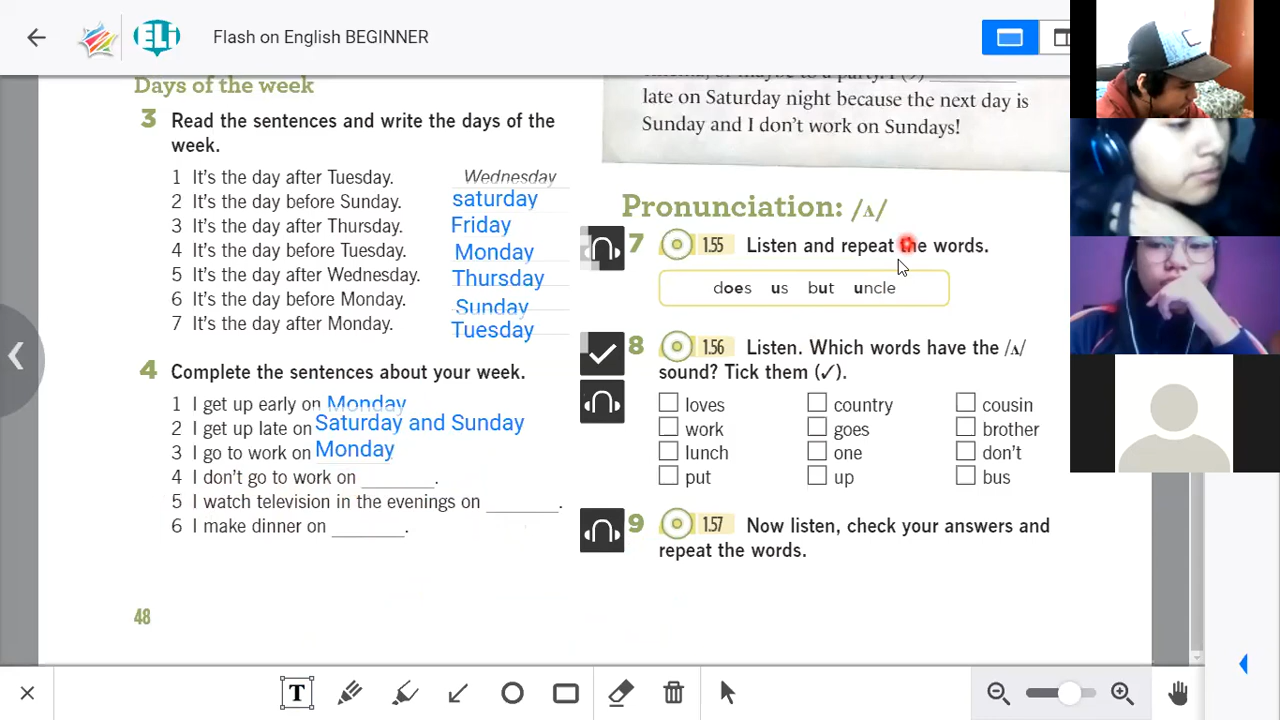 ELi Flash on English BEGINNER
Days of the week
3 Read the sentences and write the days of the
week.
1 It's the day after Tuesday. Wednesday
2 It's the day before Sunday. saturday
3 It's the day after Thursday. Friday
4 It's the day before Tuesday. Monday
5 It's the day after Wednesday. Thursday
6 It's the day before Monday. Sunday
7 It's the day after Monday. Tuesday
4 Complete the sentences about your week.
1 I get up early on Monday
2 I get up late on Saturday and Sunday
3 I go to work on Monday
4 I don't go to work on ________.
5 I watch television in the evenings on ________.
6 I make dinner on ________.
48
late on Saturday night because the next day is
Sunday and I don't work on Sundays!
Pronunciation: /ʌ/
7 1.55 Listen and repeat the words.
does us but uncle
8 1.56 Listen. Which words have the /ʌ/
sound? Tick them (✓).
loves country cousin
work goes brother
lunch one don't
put up bus
9 1.57 Now listen, check your answers and
repeat the words.
T